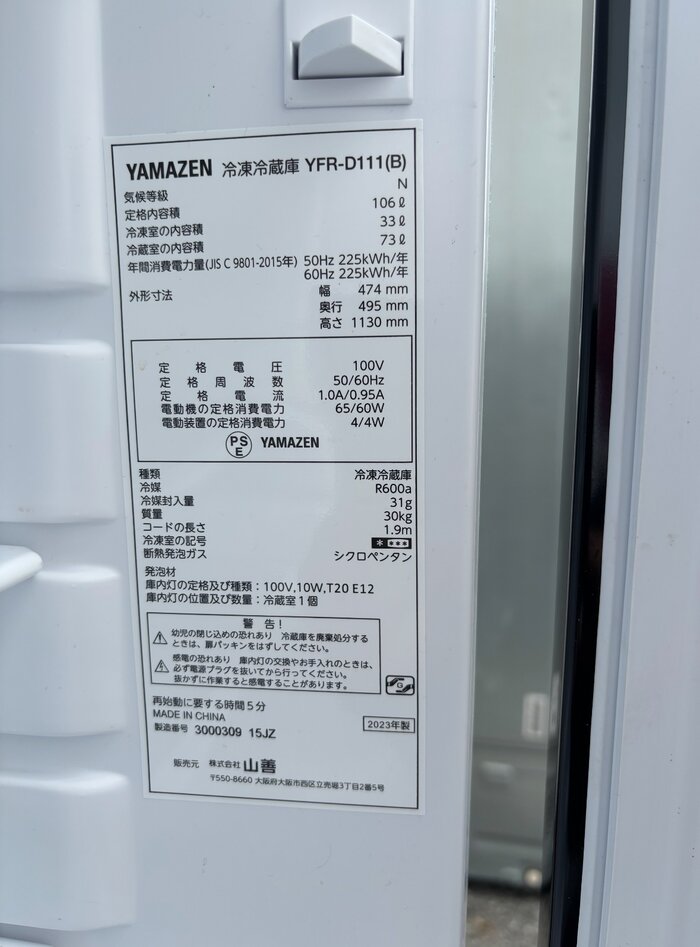 YAMAZEN 冷凍冷蔵庫 YFR-D111(B)
気候等級 N
定格内容積 106ℓ
冷凍室の内容積 33ℓ
冷蔵室の内容積 73ℓ
年間消費電力量(JIS C 9801-2015年) 50Hz 225kWh/年
60Hz 225kWh/年
外形寸法 幅 474 mm
奥行 495 mm
高さ 1130 mm
定格電圧 100V
定格周波数 50/60Hz
定格電流 1.0A/0.95A
電動機の定格消費電力 65/60W
電動装置の定格消費電力 4/4W
PSE YAMAZEN
種類 冷凍冷蔵庫
冷媒 R600a
冷媒封入量 31g
質量 30kg
コードの長さ 1.9m
冷凍室の記号 * ***
断熱発泡ガス シクロペンタン
発泡材
庫内灯の定格及び種類：100V,10W,T20 E12
庫内灯の位置及び数量：冷蔵室1個
警告！
幼児の閉じ込めの恐れあり 冷蔵庫を廃棄処分する
ときは、扉パッキンをはずしてください。
感電の恐れあり 庫内灯の交換やお手入れのときは、
必ず電源プラグを抜いてから行ってください。
抜かずに作業すると感電することがあります。
G
再始動に要する時間5分
MADE IN CHINA
2023年製
製造番号 3000309 15JZ
販売元 株式会社 山善
〒550-8660 大阪府大阪市西区立売堀3丁目2番5号